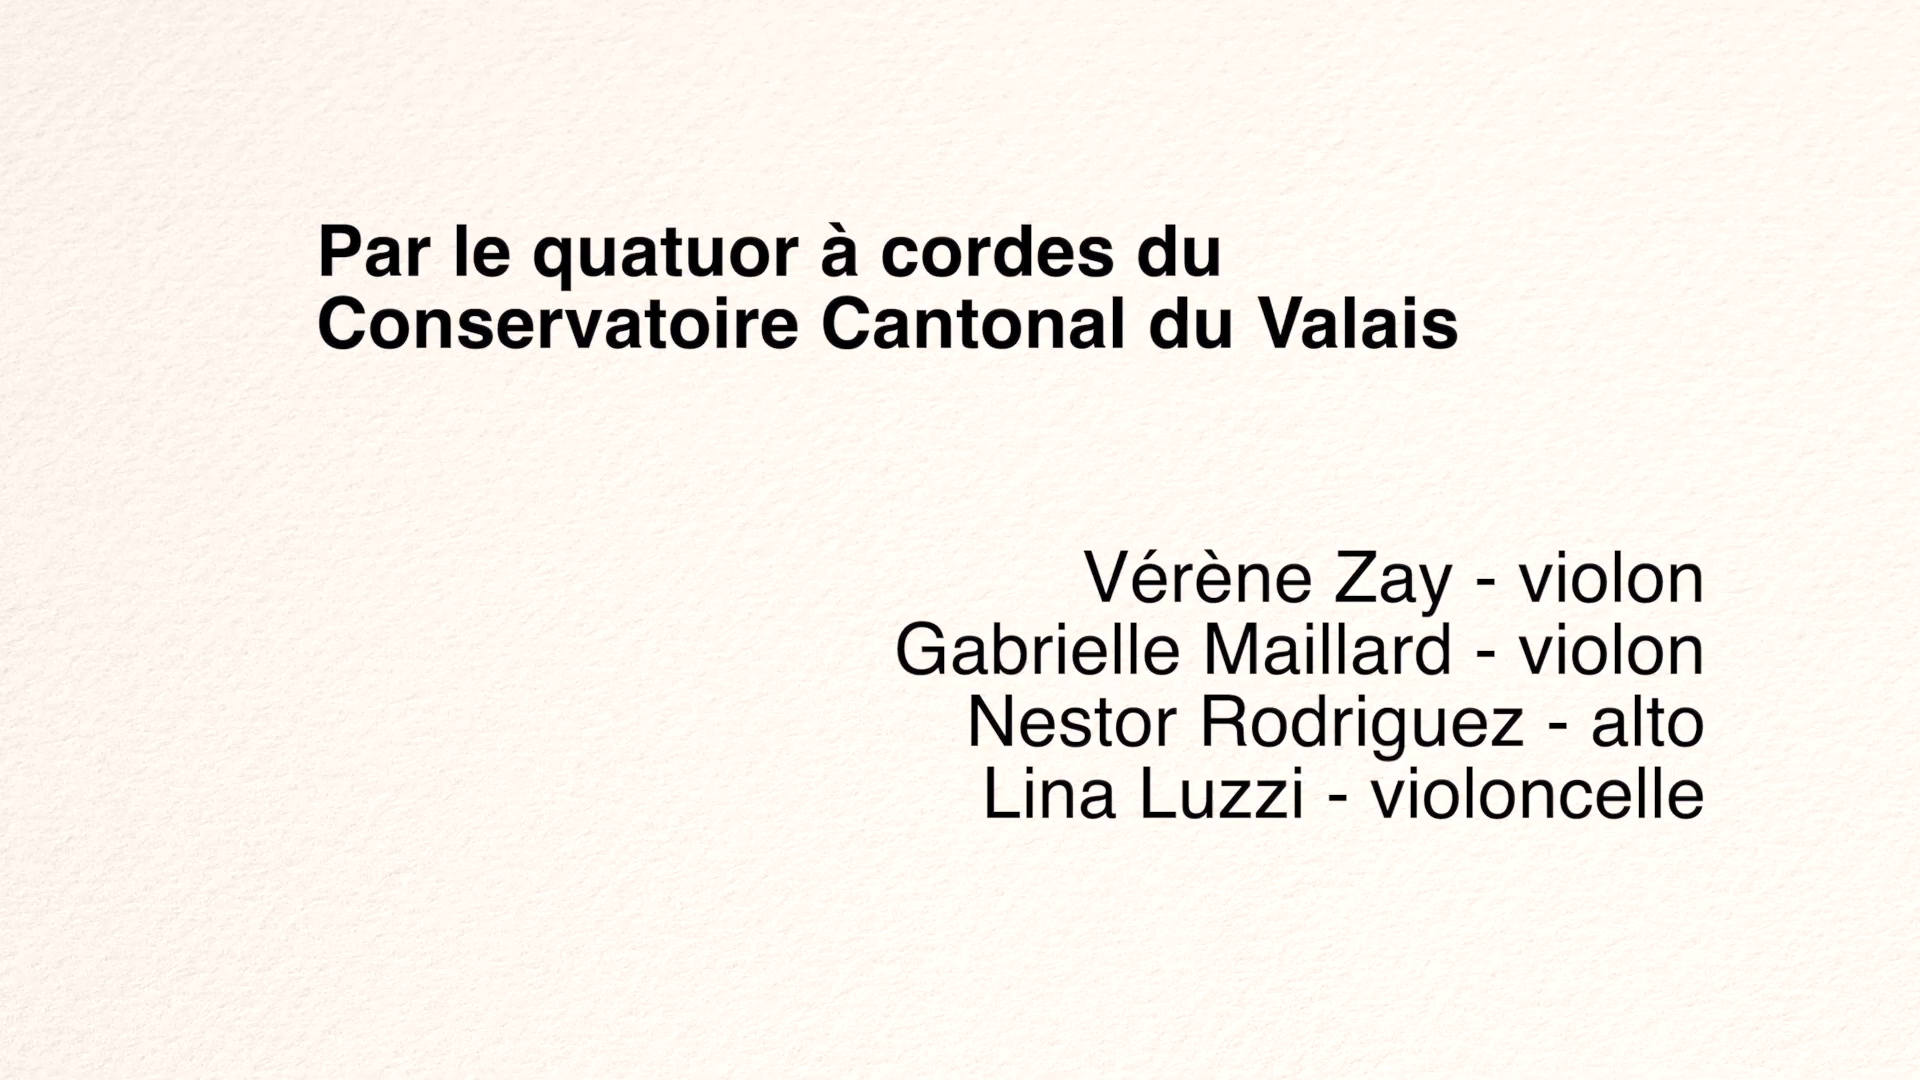 Par le quatuor à cordes du
Conservatoire Cantonal du Valais
Vérène Zay - violon
Gabrielle Maillard - violon
Nestor Rodriguez - alto
Lina Luzzi - violoncelle